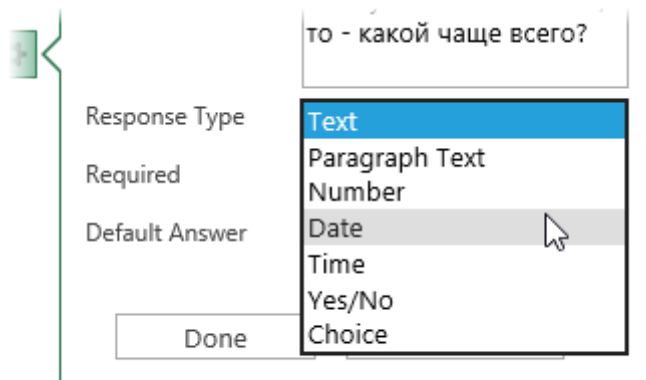 то - какой чаще всего?
Response Type
Text
Paragraph Text
Required
Number
Default Answer
Date
Time
Yes/No
Done
Choice